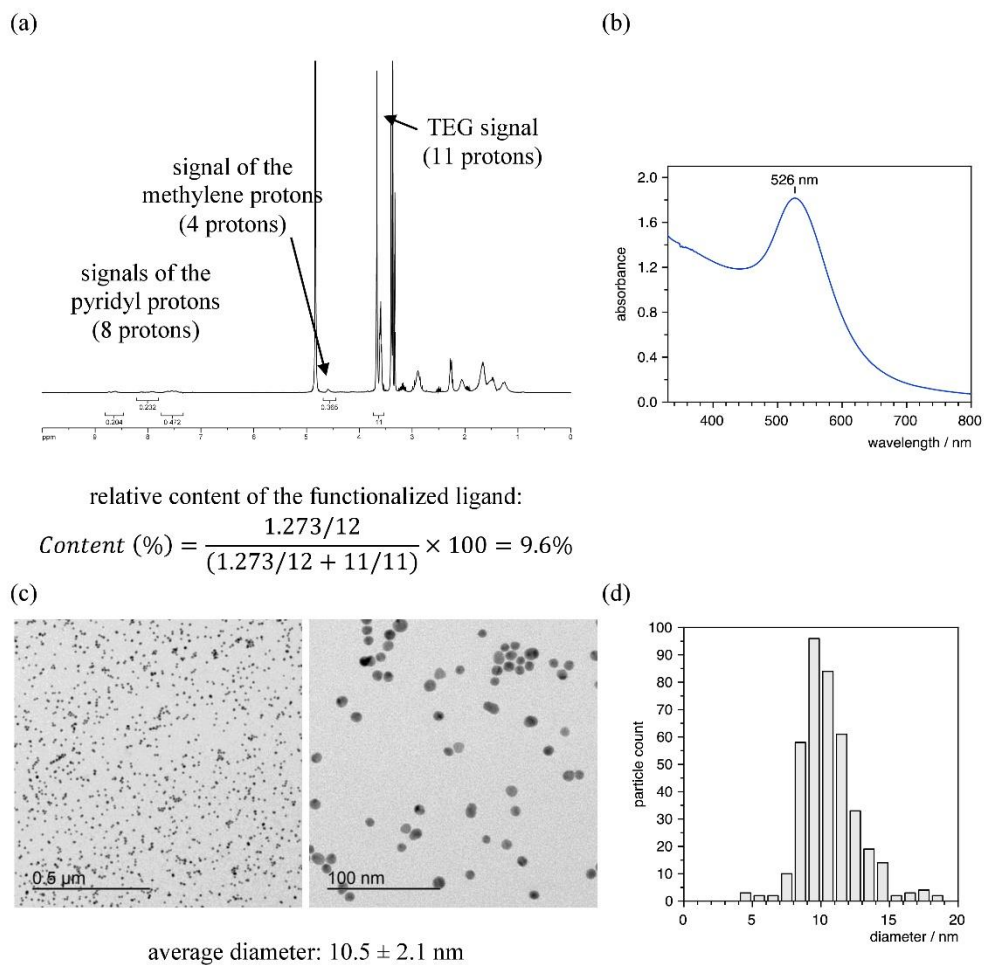 (a)
TEG signal
(11 protons)
signal of the
methylene protons
(4 protons)
signals of the
pyridyl protons
(8 protons)
0.204
0.232
0.472
0.365
11
ppm 9 8 7 6 5 4 3 2 1 0
relative content of the functionalized ligand:
Content (%) = 1.273/12 / (1.273/12 + 11/11) × 100 = 9.6%
(b)
526 nm
2.0
1.6
1.2
0.8
0.4
0.0
absorbance
400 500 600 700 800
wavelength / nm
(c)
0.5 µm
100 nm
average diameter: 10.5 ± 2.1 nm
(d)
100
90
80
70
60
50
40
30
20
10
0
particle count
0 5 10 15 20
diameter / nm